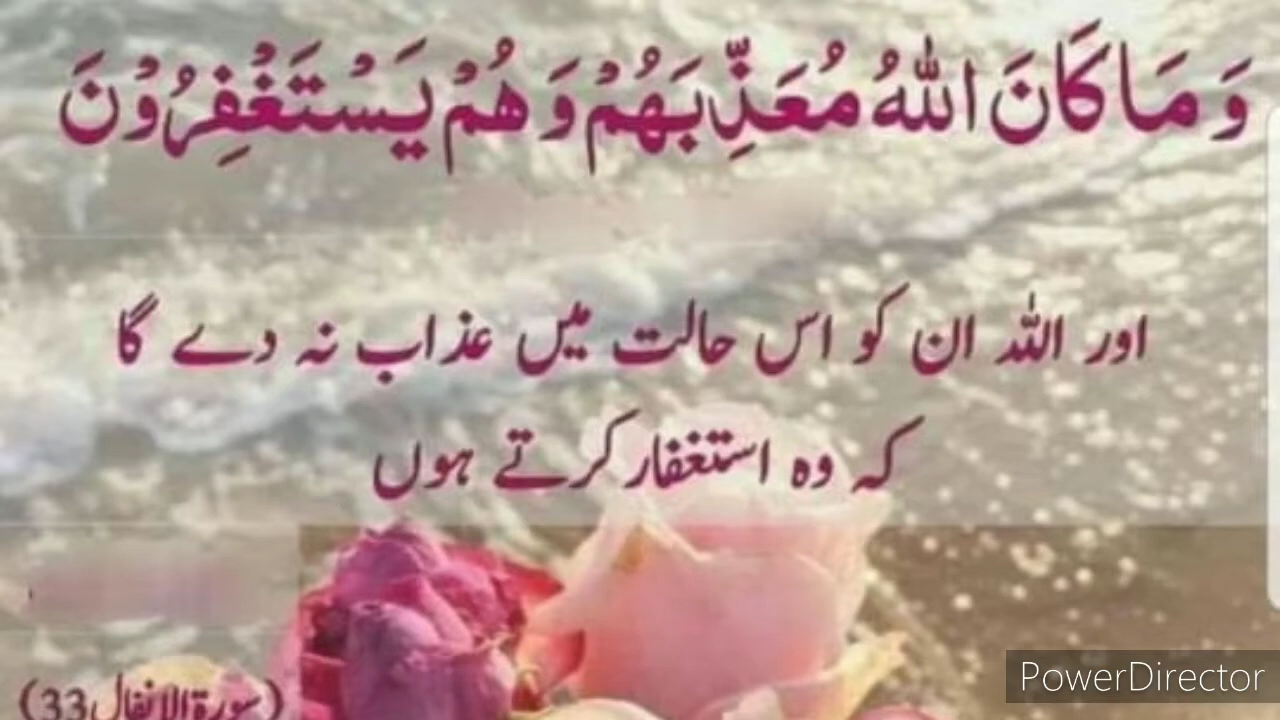 وَ مَا كَانَ اللّٰهُ مُعَذِّبَهُمْ وَ هُمْ يَسْتَغْفِرُوْنَ
اور اللہ ان کو اس حالت میں عذاب نہ دے گا
کہ وہ استغفار کرتے ہوں
(سورۃ الانفال 33)
PowerDirector